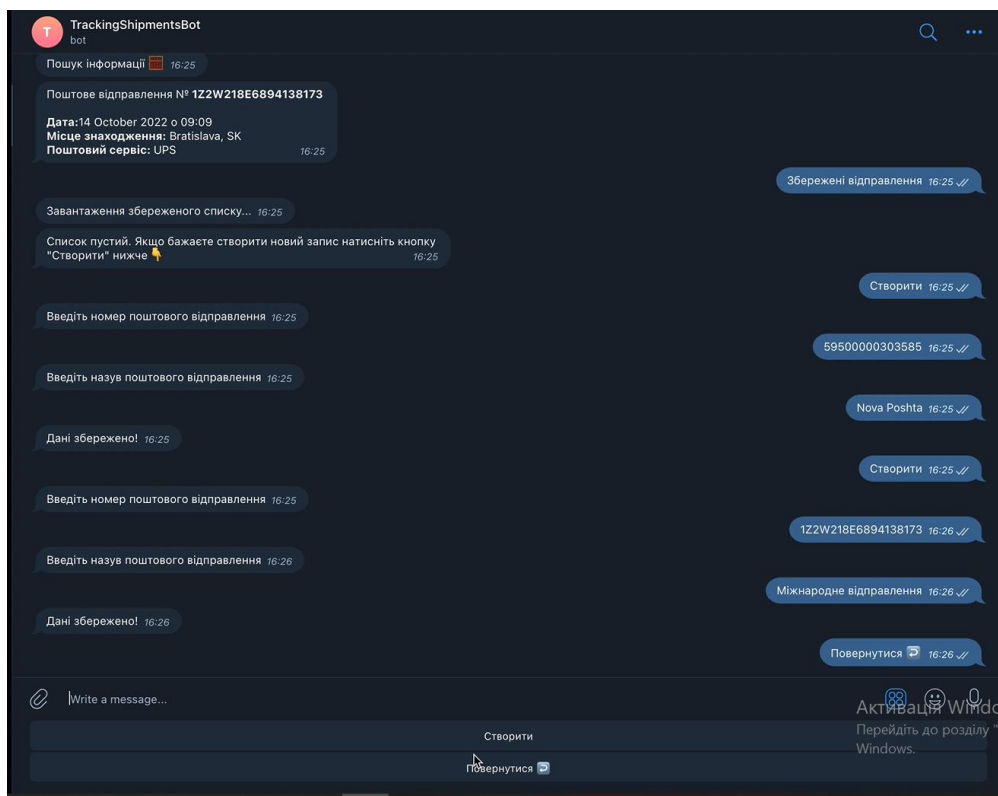 T
TrackingShipmentsBot
bot
Пошук інформації 16:25
Поштове відправлення № 1Z2W218E6894138173
Дата:14 October 2022 о 09:09
Місце знаходження: Bratislava, SK
Поштовий сервіс: UPS 16:25
Збережені відправлення 16:25
Завантаження збереженого списку... 16:25
Список пустий. Якщо бажаєте створити новий запис натисніть кнопку
"Створити" нижче👇 16:25
Створити 16:25
Введіть номер поштового відправлення 16:25
59500000303585 16:25
Введіть назув поштового відправлення 16:25
Nova Poshta 16:25
Дані збережено! 16:25
Створити 16:25
Введіть номер поштового відправлення 16:25
1Z2W218E6894138173 16:26
Введіть назув поштового відправлення 16:26
Міжнародне відправлення 16:26
Дані збережено! 16:26
Повернутися 16:26
Write a message...
Активація Windo
Перейдіть до розділу "
Windows.
Створити
Повернутися